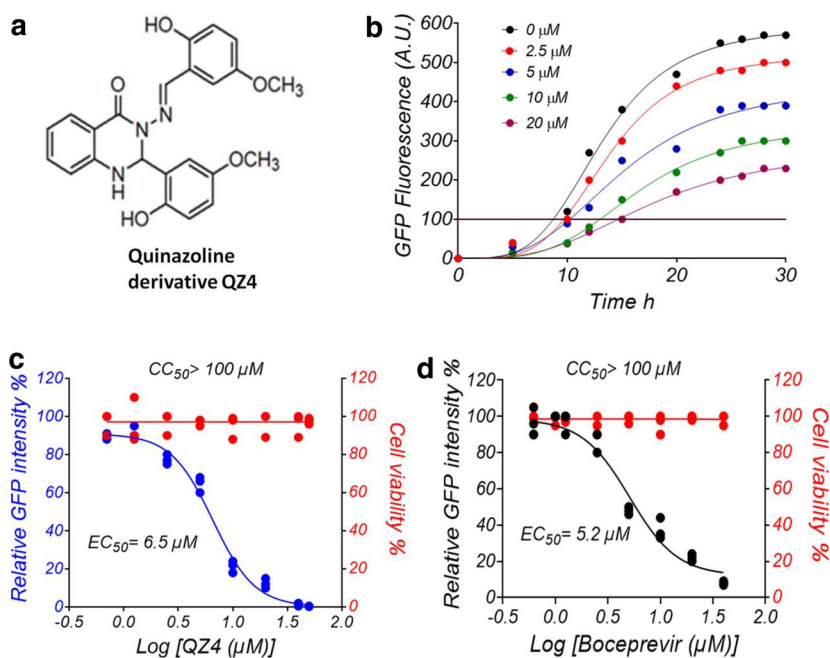 a
HO
OCH3
O
N
N
N
H
OCH3
HO
Quinazoline
derivative QZ4
b
GFP Fluorescence (A.U.)
600
500
400
300
200
100
0
0 μM
2.5 μM
5 μM
10 μM
20 μM
0
10
20
30
Time h
c
CC50> 100 μM
Relative GFP intensity %
120
100
80
60
40
20
0
EC50= 6.5 μM
120
100
80
60
40
20
0
Cell viability %
-0.5
0.0
0.5
1.0
1.5
2.0
Log [QZ4 (μM)]
d
CC50> 100 μM
Relative GFP intensity %
120
100
80
60
40
20
0
EC50= 5.2 μM
120
100
80
60
40
20
0
Cell viability %
-0.5
0.0
0.5
1.0
1.5
2.0
Log [Boceprevir (μM)]